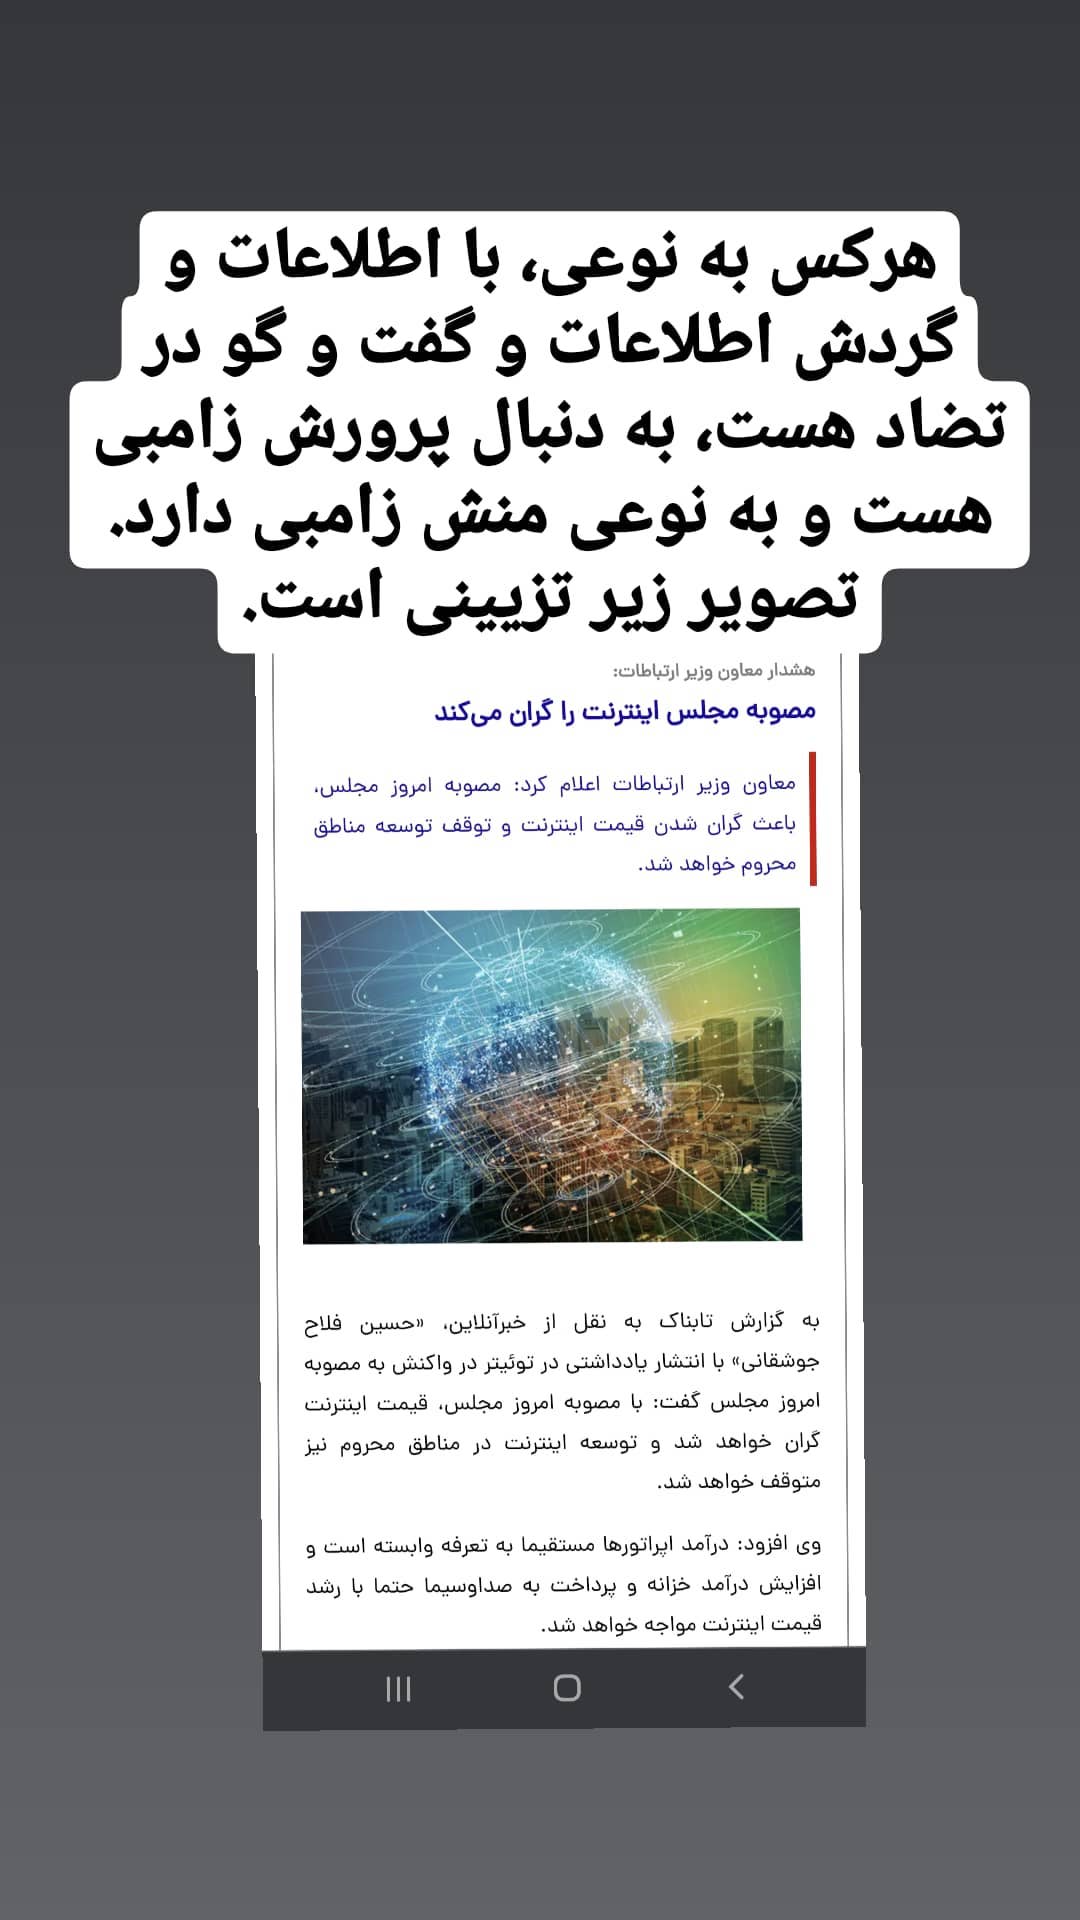 هرکس به نوعی، با اطلاعات و
گردش اطلاعات و گفت و گو در
تضاد هست، به دنبال پرورش زامبی
هست و به نوعی منش زامبی دارد.
تصویر زیر تزیینی است.
هشدار معاون وزیر ارتباطات:
مصوبه مجلس اینترنت را گران می‌کند
معاون وزیر ارتباطات اعلام کرد: مصوبه امروز مجلس،
باعث گران شدن قیمت اینترنت و توقف توسعه مناطق
محروم خواهد شد.
به گزارش تابناک به نقل از خبرآنلاین، «حسین فلاح
جوشقانی» با انتشار یادداشتی در توئیتر در واکنش به مصوبه
امروز مجلس گفت: با مصوبه امروز مجلس، قیمت اینترنت
گران خواهد شد و توسعه اینترنت در مناطق محروم نیز
متوقف خواهد شد.
وی افزود: درآمد اپراتورها مستقیما به تعرفه وابسته است و
افزایش درآمد خزانه و پرداخت به صداوسیما حتما با رشد
قیمت اینترنت مواجه خواهد شد.